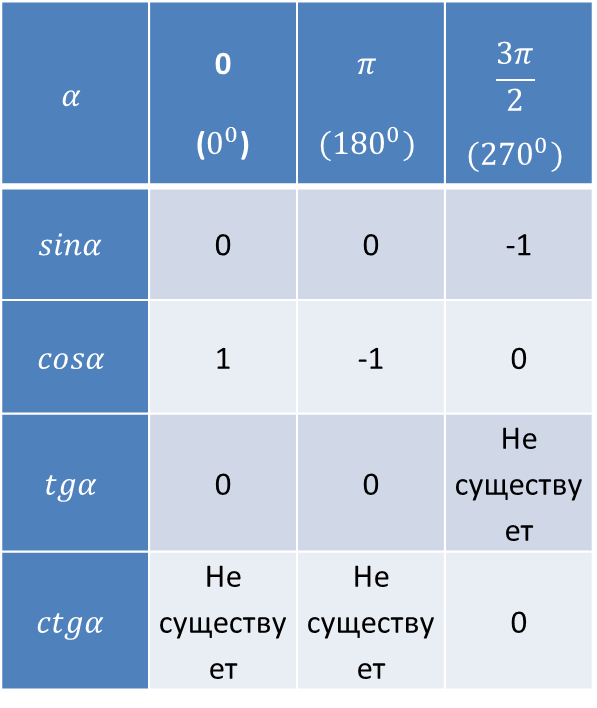 α 0 π 3π/2
(0⁰) (180⁰) (270⁰)
sinα 0 0 -1
cosα 1 -1 0
tgα 0 0 Не
существу
ет
ctgα Не Не 0
существу существу
ет ет